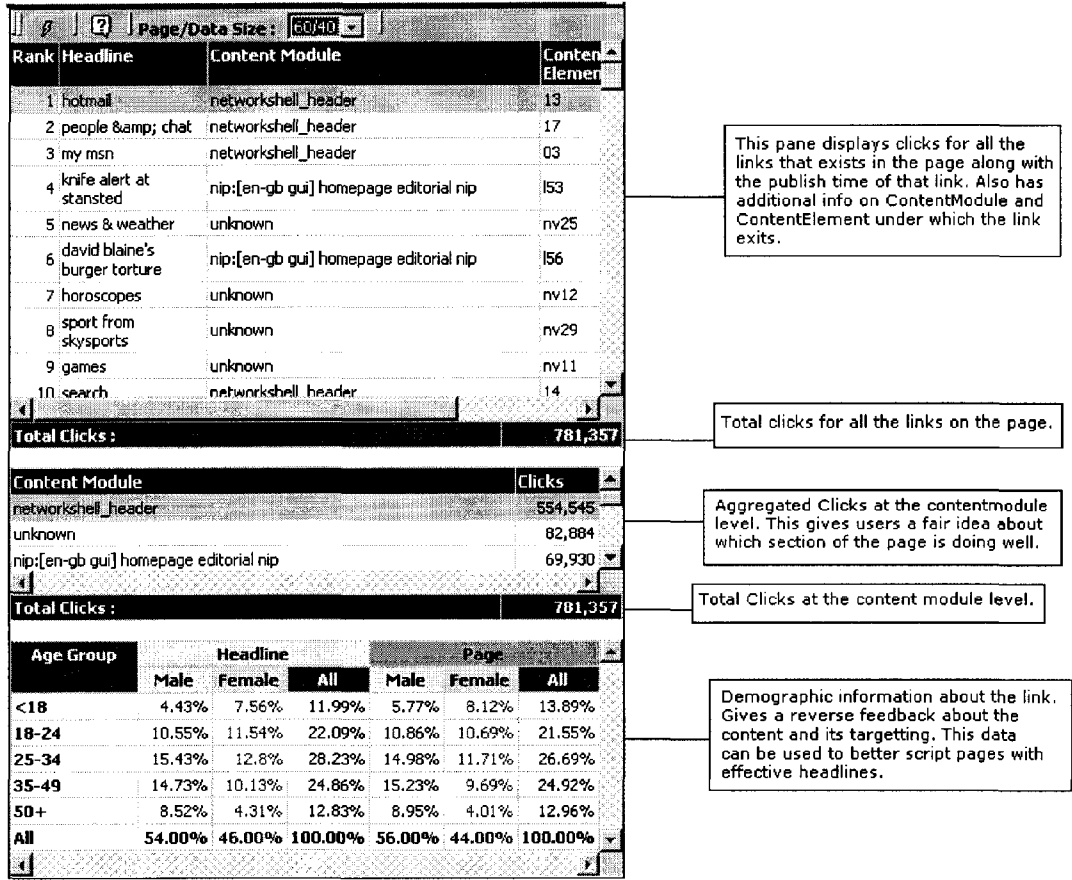 Page/Data Size : 60/40
Rank Headline Content Module Conten Elemen
1 hotmail networkshell_header 13
2 people &amp; chat networkshell_header 17
3 my msn networkshell_header 03
4 knife alert at stansted nip:[en-gb gui] homepage editorial nip l53
5 news & weather unknown nv25
6 david blaine's burger torture nip:[en-gb gui] homepage editorial nip l56
7 horoscopes unknown nv12
8 sport from skysports unknown nv29
9 games unknown nv11
10 search networkshell_header 14
Total Clicks : 781,357
Content Module Clicks
networkshell_header 554,545
unknown 82,884
nip:[en-gb gui] homepage editorial nip 69,930
Total Clicks : 781,357
Age Group Headline Page
Male Female All Male Female All
<18 4.43% 7.56% 11.99% 5.77% 8.12% 13.89%
18-24 10.55% 11.54% 22.09% 10.86% 10.69% 21.55%
25-34 15.43% 12.8% 28.23% 14.98% 11.71% 26.69%
35-49 14.73% 10.13% 24.86% 15.23% 9.69% 24.92%
50+ 8.52% 4.31% 12.83% 8.95% 4.01% 12.96%
All 54.00% 46.00% 100.00% 56.00% 44.00% 100.00%
This pane displays clicks for all the
links that exists in the page along with
the publish time of that link. Also has
additional info on ContentModule and
ContentElement under which the link
exits.
Total clicks for all the links on the page.
Aggregated Clicks at the contentmodule
level. This gives users a fair idea about
which section of the page is doing well.
Total Clicks at the content module level.
Demographic information about the link.
Gives a reverse feedback about the
content and its targetting. This data
can be used to better script pages with
effective headlines.